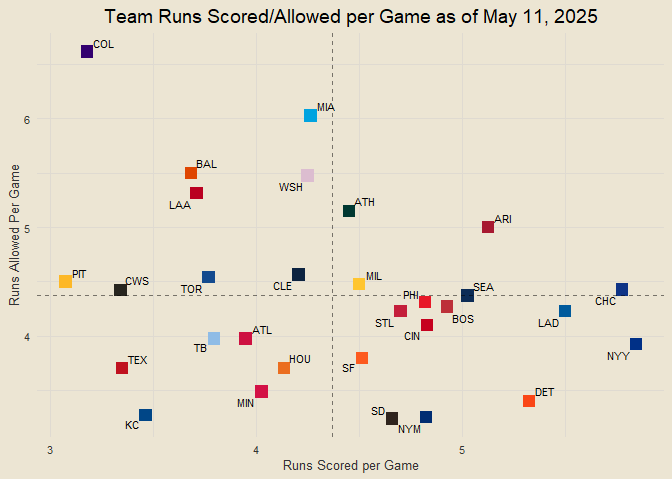 Team Runs Scored/Allowed per Game as of May 11, 2025
COL
6
MIA
BAL
WSH
LAA
ATH
ARI
5
Runs Allowed Per Game
PIT
CWS
TOR
CLE
MIL
SEA
PHI
CHC
STL
BOS
LAD
CIN
4
TB
ATL
NYY
TEX
HOU
SF
MIN
DET
KC
SD
NYM
3
4
5
Runs Scored per Game